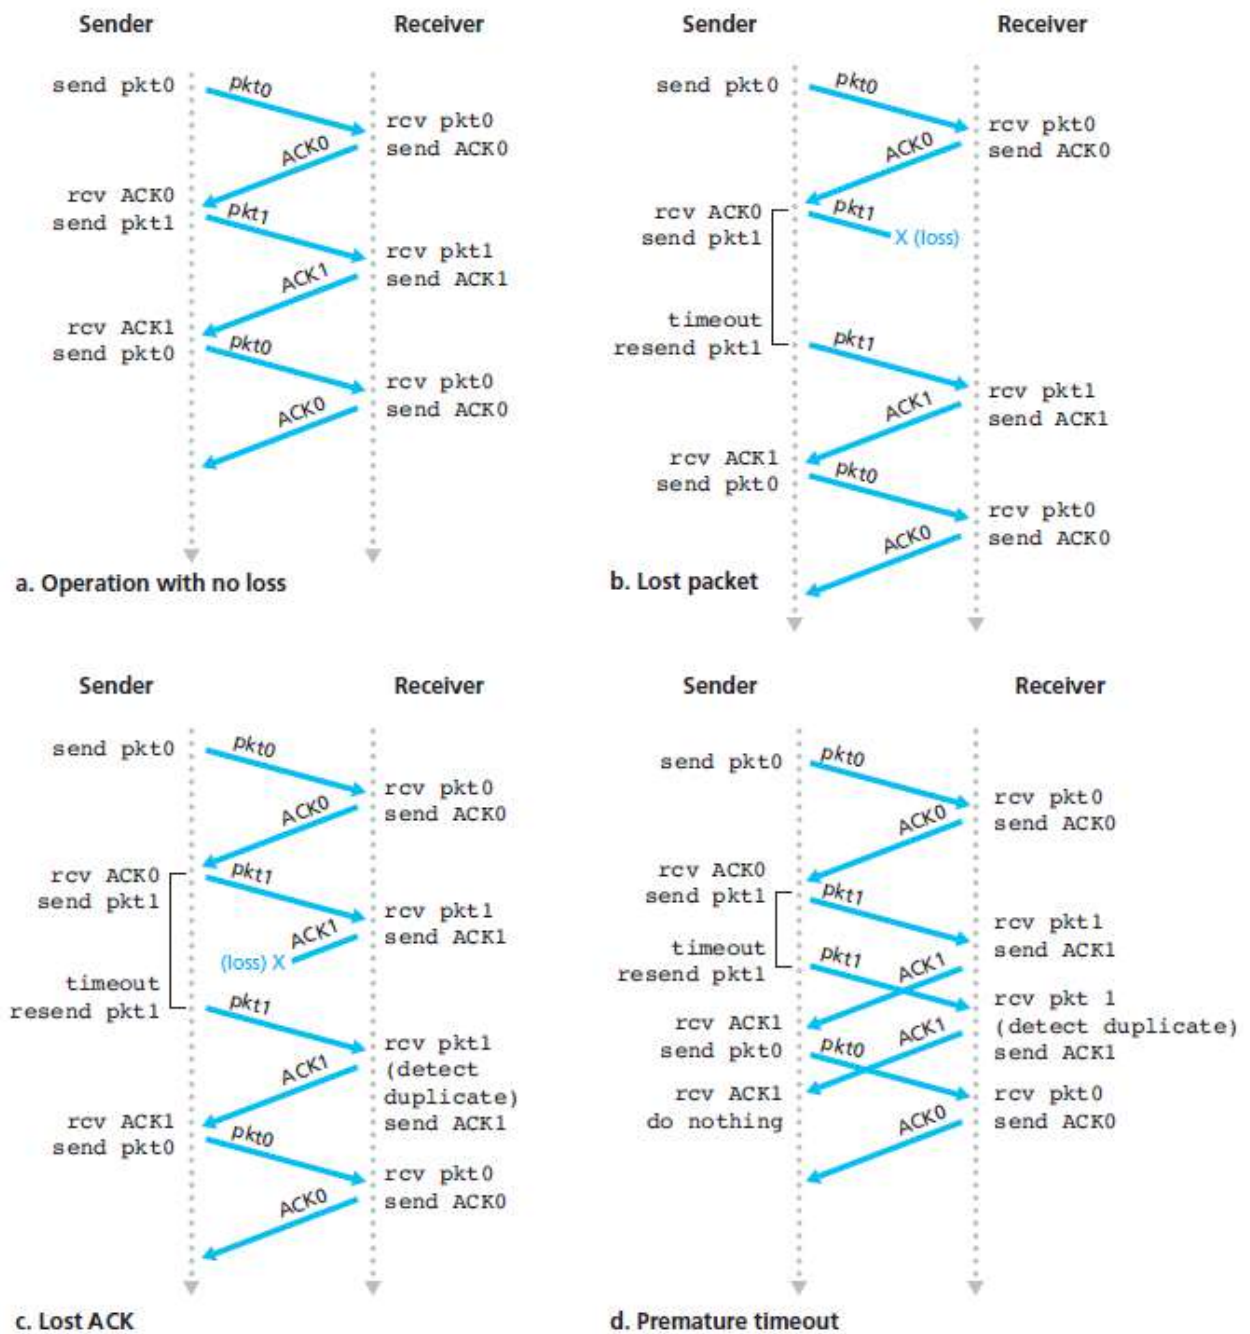 Sender Receiver
send pkt0
pkt0
rcv pkt0
send ACK0
ACK0
rcv ACK0
send pkt1
pkt1
rcv pkt1
send ACK1
ACK1
rcv ACK1
send pkt0
pkt0
rcv pkt0
send ACK0
ACK0
a. Operation with no loss
Sender Receiver
send pkt0
pkt0
rcv pkt0
send ACK0
ACK0
rcv ACK0
send pkt1
pkt1
X (loss)
timeout
resend pkt1
pkt1
rcv pkt1
send ACK1
ACK1
rcv ACK1
send pkt0
pkt0
rcv pkt0
send ACK0
ACK0
b. Lost packet
Sender Receiver
send pkt0
pkt0
rcv pkt0
send ACK0
ACK0
rcv ACK0
send pkt1
pkt1
rcv pkt1
send ACK1
ACK1
(loss) X
timeout
resend pkt1
pkt1
rcv pkt1
(detect
duplicate)
send ACK1
ACK1
rcv ACK1
send pkt0
pkt0
rcv pkt0
send ACK0
ACK0
c. Lost ACK
Sender Receiver
send pkt0
pkt0
rcv pkt0
send ACK0
ACK0
rcv ACK0
send pkt1
pkt1
rcv pkt1
send ACK1
timeout
resend pkt1
pkt1
ACK1
rcv pkt 1
(detect duplicate)
send ACK1
rcv ACK1
send pkt0
pkt0
ACK1
rcv ACK1
do nothing
rcv pkt0
send ACK0
ACK0
d. Premature timeout